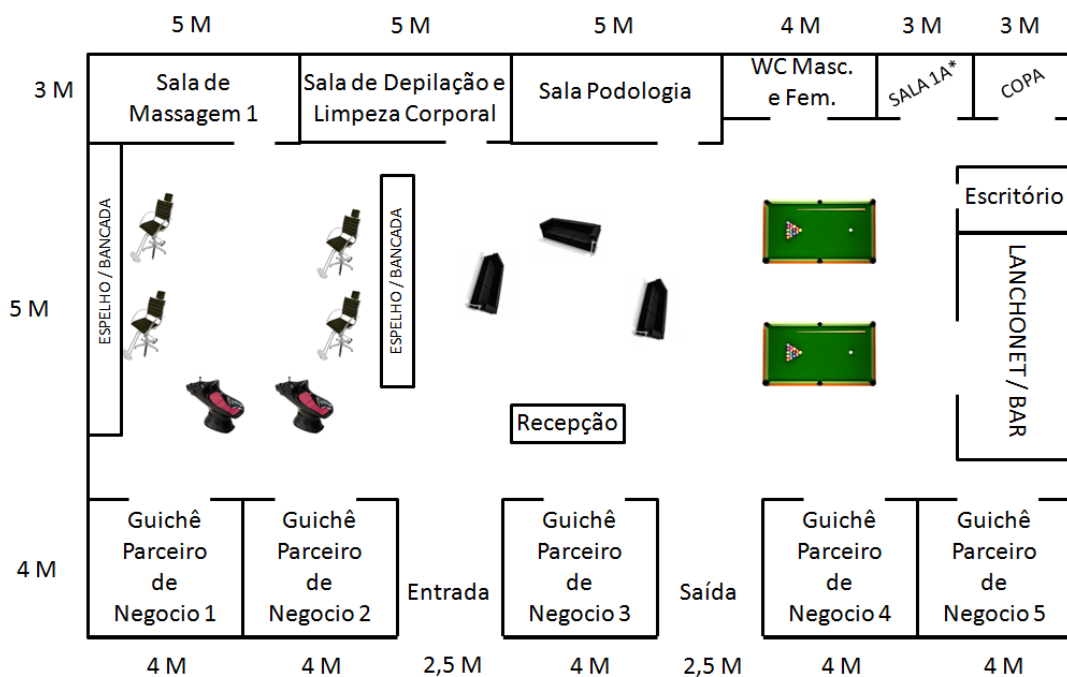 5 M
5 M
5 M
4 M
3 M
3 M
3 M
Sala de
Massagem 1
Sala de Depilação e
Limpeza Corporal
Sala Podologia
WC Masc.
e Fem.
SALA 1A*
COPA
ESPELHO / BANCADA
ESPELHO / BANCADA
Escritório
5 M
LANCHONET / BAR
Recepção
4 M
Guichê
Parceiro
de
Negocio 1
Guichê
Parceiro
de
Negocio 2
Entrada
Guichê
Parceiro
de
Negocio 3
Saída
Guichê
Parceiro
de
Negocio 4
Guichê
Parceiro
de
Negocio 5
4 M
4 M
2,5 M
4 M
2,5 M
4 M
4 M